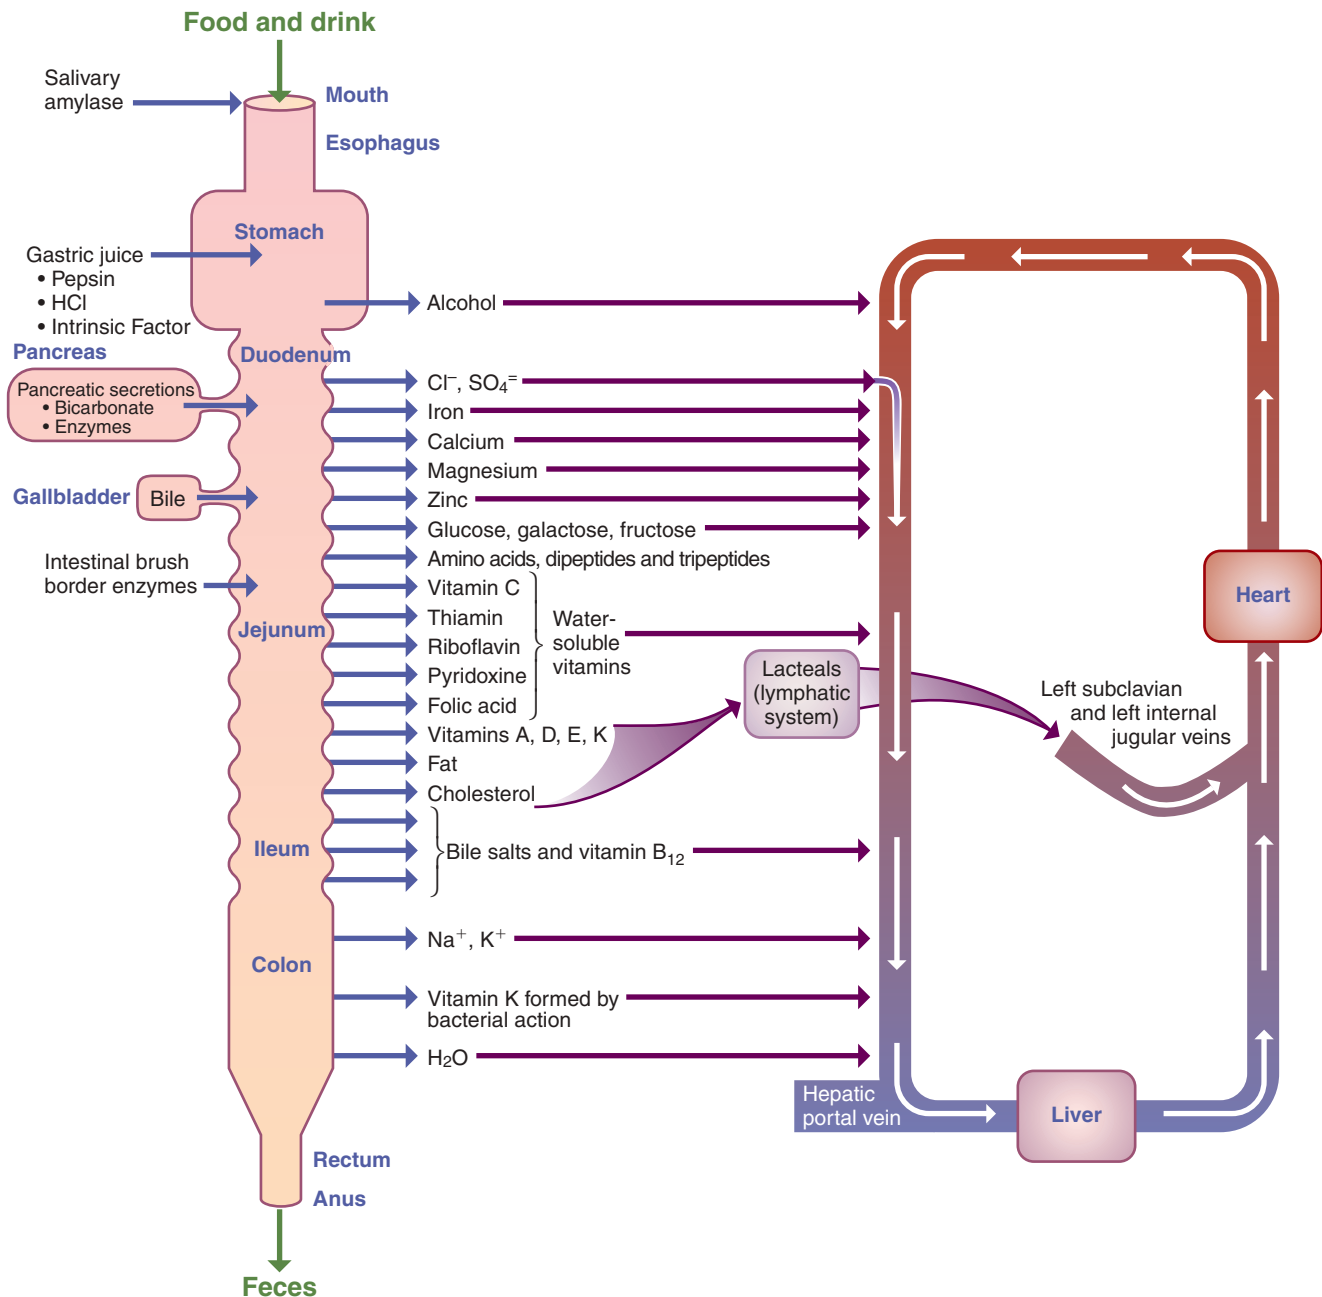 Food and drink
Salivary
amylase
Mouth
Esophagus
Stomach
Gastric juice
• Pepsin
• HCl
• Intrinsic Factor
Alcohol
Pancreas
Duodenum
Pancreatic secretions
• Bicarbonate
• Enzymes
Cl⁻, SO₄⁼
Iron
Calcium
Magnesium
Gallbladder
Bile
Zinc
Glucose, galactose, fructose
Intestinal brush
border enzymes
Amino acids, dipeptides and tripeptides
Vitamin C
Thiamin
Riboflavin
Pyridoxine
Folic acid
Water-
soluble
vitamins
Jejunum
Vitamins A, D, E, K
Fat
Cholesterol
Lacteals
(lymphatic
system)
Left subclavian
and left internal
jugular veins
Heart
Ileum
Bile salts and vitamin B₁₂
Colon
Na⁺, K⁺
Vitamin K formed by
bacterial action
H₂O
Hepatic
portal vein
Liver
Rectum
Anus
Feces